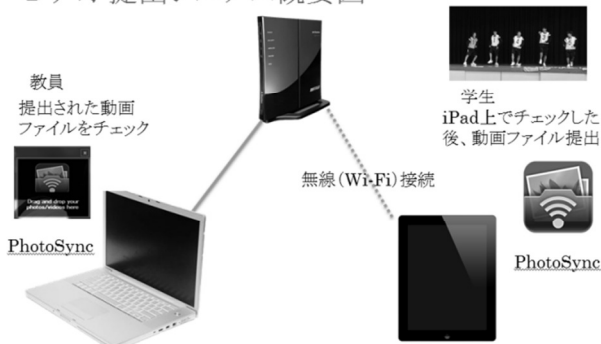 教員
提出された動画
ファイルをチェック
Drag and drop your
photos/videos here
PhotoSync
無線（Wi-Fi）接続
学生
iPad上でチェックした
後、動画ファイル提出
PhotoSync